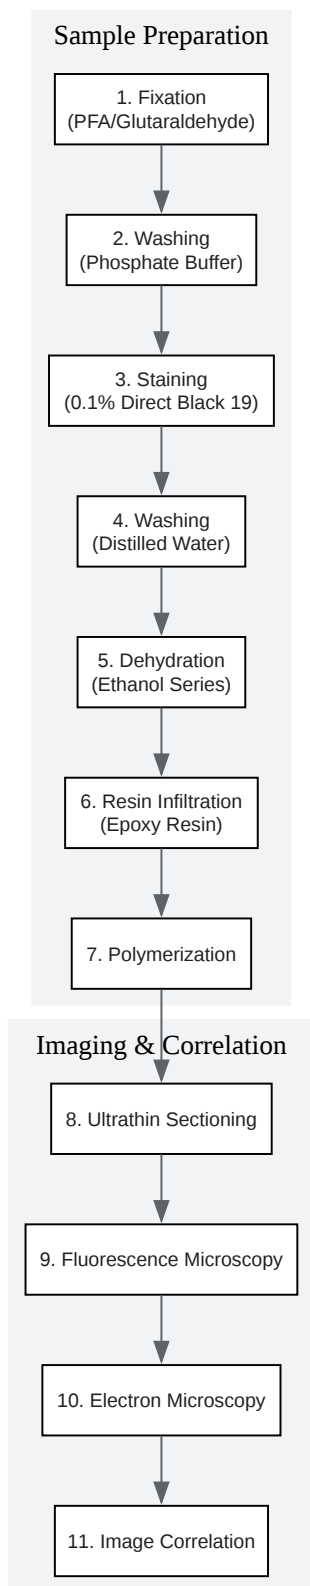 Sample Preparation
1. Fixation
(PFA/Glutaraldehyde)
2. Washing
(Phosphate Buffer)
3. Staining
(0.1% Direct Black 19)
4. Washing
(Distilled Water)
5. Dehydration
(Ethanol Series)
6. Resin Infiltration
(Epoxy Resin)
7. Polymerization
Imaging & Correlation
8. Ultrathin Sectioning
9. Fluorescence Microscopy
10. Electron Microscopy
11. Image Correlation